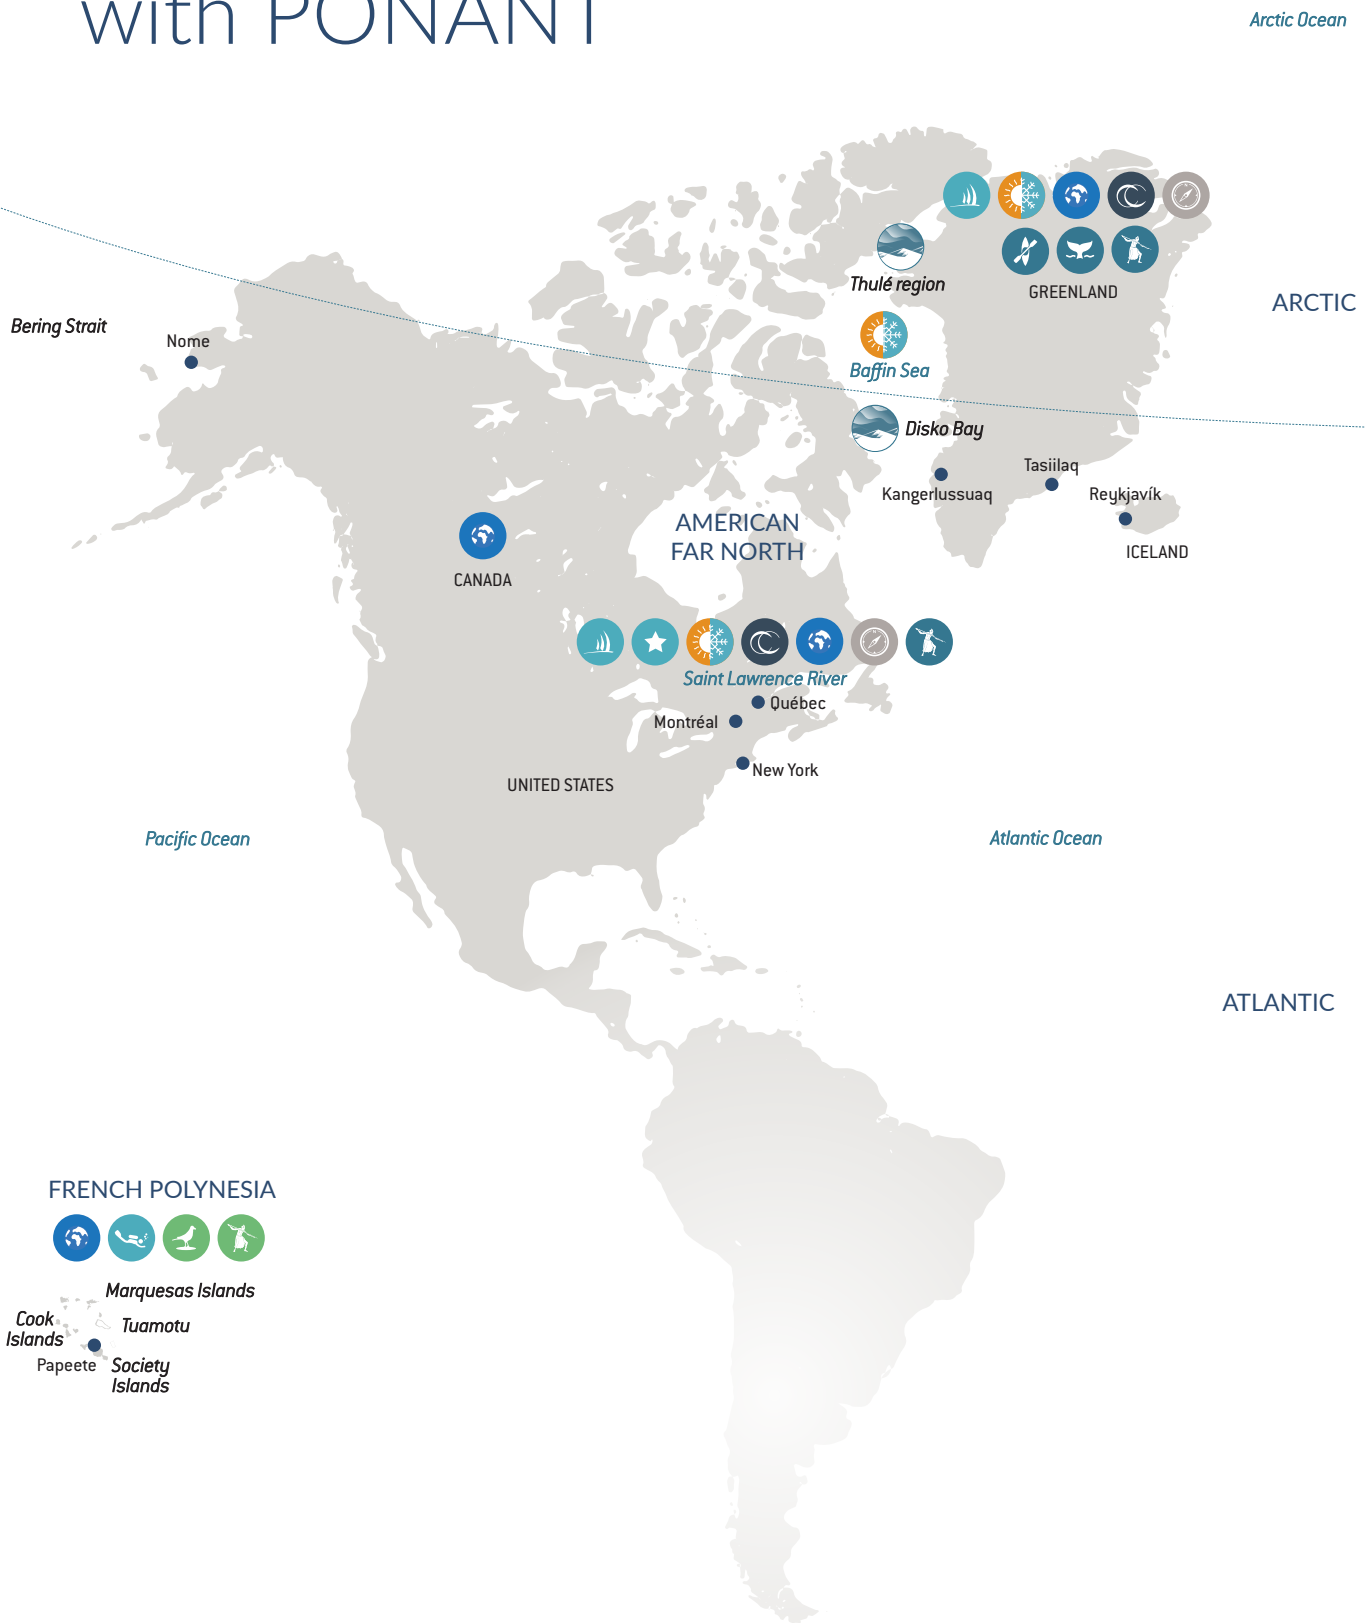 with PONANT
Arctic Ocean
Thulé region
GREENLAND
ARCTIC
Bering Strait
Nome
Baffin Sea
Disko Bay
Tasiilaq
Kangerlussuaq
Reykjavík
AMERICAN
FAR NORTH
ICELAND
CANADA
Saint Lawrence River
Québec
Montréal
New York
UNITED STATES
Pacific Ocean
Atlantic Ocean
ATLANTIC
FRENCH POLYNESIA
Marquesas Islands
Cook
Islands
Tuamotu
Papeete
Society
Islands